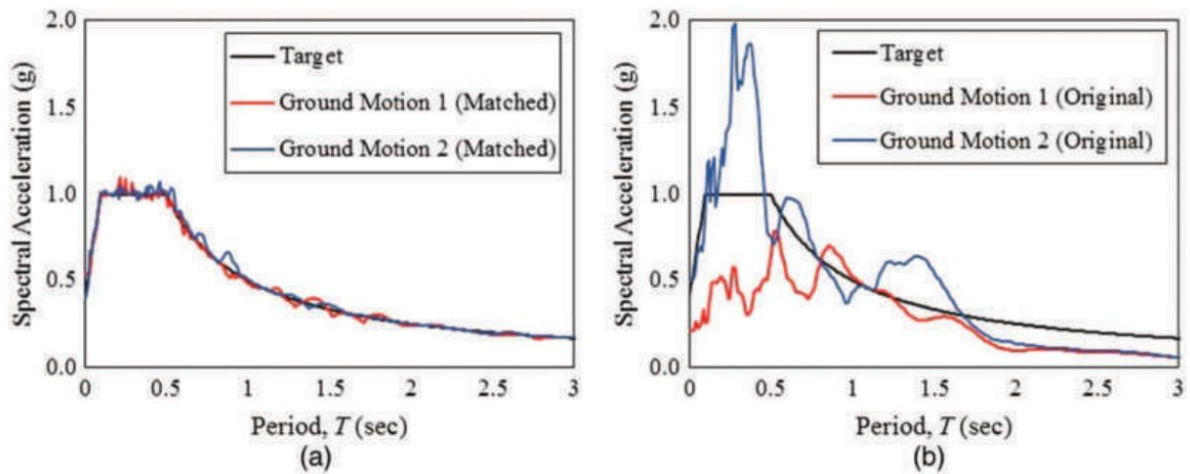 2.0
1.5
1.0
0.5
0.0
Spectral Acceleration (g)
Target
Ground Motion 1 (Matched)
Ground Motion 2 (Matched)
0 0.5 1 1.5 2 2.5 3
Period, T (sec)
(a)
2.0
1.5
1.0
0.5
0.0
Spectral Acceleration (g)
Target
Ground Motion 1 (Original)
Ground Motion 2 (Original)
0 0.5 1 1.5 2 2.5 3
Period, T (sec)
(b)